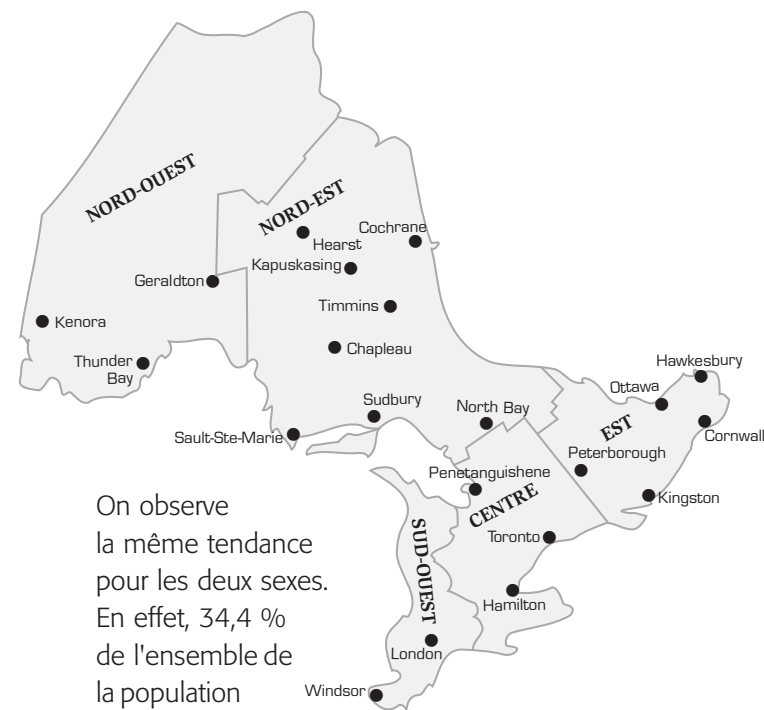 NORD-OUEST
NORD-EST
Cochrane
Hearst
Kapuskasing
Geraldton
Timmins
Kenora
Chapleau
Thunder
Bay
Hawkesbury
Ottawa
Sudbury
North Bay
EST
Cornwall
Sault-Ste-Marie
Peterborough
Penetanguishene
CENTRE
Kingston
SUD-OUEST
Toronto
Hamilton
London
Windsor
On observe
la même tendance
pour les deux sexes.
En effet, 34,4 %
de l'ensemble de
la population